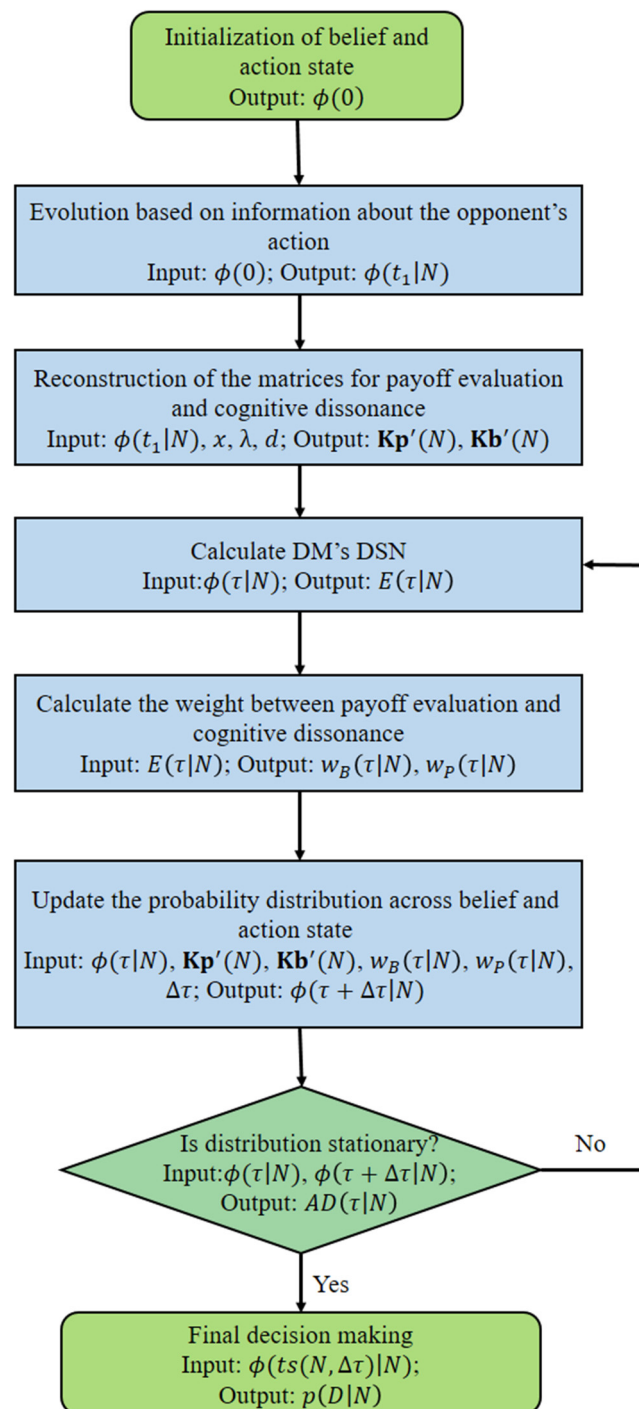 Initialization of belief and
action state
Output: 𝜙(0)
Evolution based on information about the opponent's
action
Input: 𝜙(0); Output: 𝜙(𝑡₁|𝑁)
Reconstruction of the matrices for payoff evaluation
and cognitive dissonance
Input: 𝜙(𝑡₁|𝑁), 𝑥, λ, 𝑑; Output: 𝐊𝐩′(𝑁), 𝐊𝐛′(𝑁)
Calculate DM's DSN
Input:𝜙(𝜏|𝑁); Output: 𝐸(𝜏|𝑁)
Calculate the weight between payoff evaluation and
cognitive dissonance
Input: 𝐸(𝜏|𝑁); Output: 𝑤_𝐵(𝜏|𝑁), 𝑤_𝑃(𝜏|𝑁)
Update the probability distribution across belief and
action state
Input: 𝜙(𝜏|𝑁), 𝐊𝐩′(𝑁), 𝐊𝐛′(𝑁), 𝑤_𝐵(𝜏|𝑁), 𝑤_𝑃(𝜏|𝑁),
Δ𝜏; Output: 𝜙(𝜏 + Δ𝜏|𝑁)
Is distribution stationary?
Input:𝜙(𝜏|𝑁), 𝜙(𝜏 + Δ𝜏|𝑁);
Output: 𝐴𝐷(𝜏|𝑁)
No
Yes
Final decision making
Input: 𝜙(𝑡𝑠(𝑁, Δ𝜏)|𝑁);
Output: 𝑝(𝐷|𝑁)